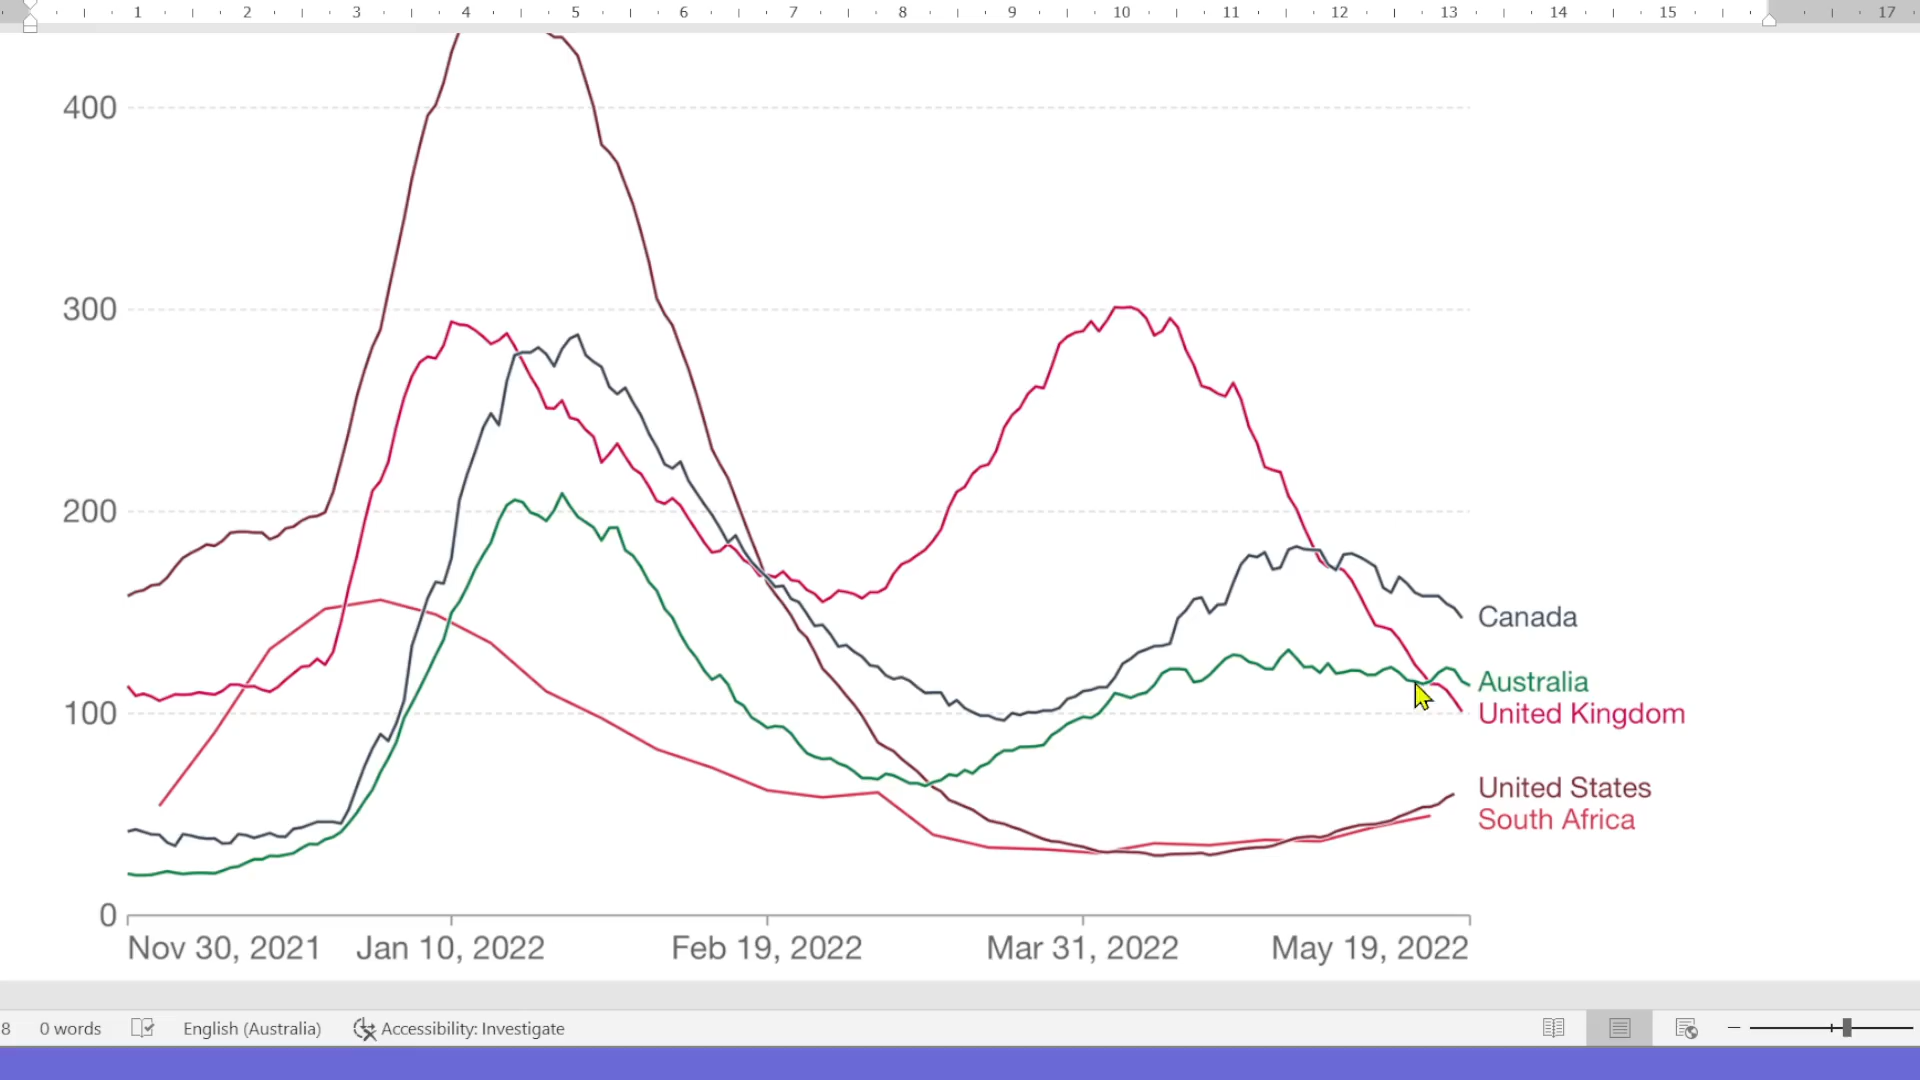 1 2 3 4 5 6 7 8 9 10 11 12 13 14 15 17
400
300
200
100
0
Canada
Australia
United Kingdom
United States
South Africa
Nov 30, 2021 Jan 10, 2022 Feb 19, 2022 Mar 31, 2022 May 19, 2022
8 0 words English (Australia) Accessibility: Investigate